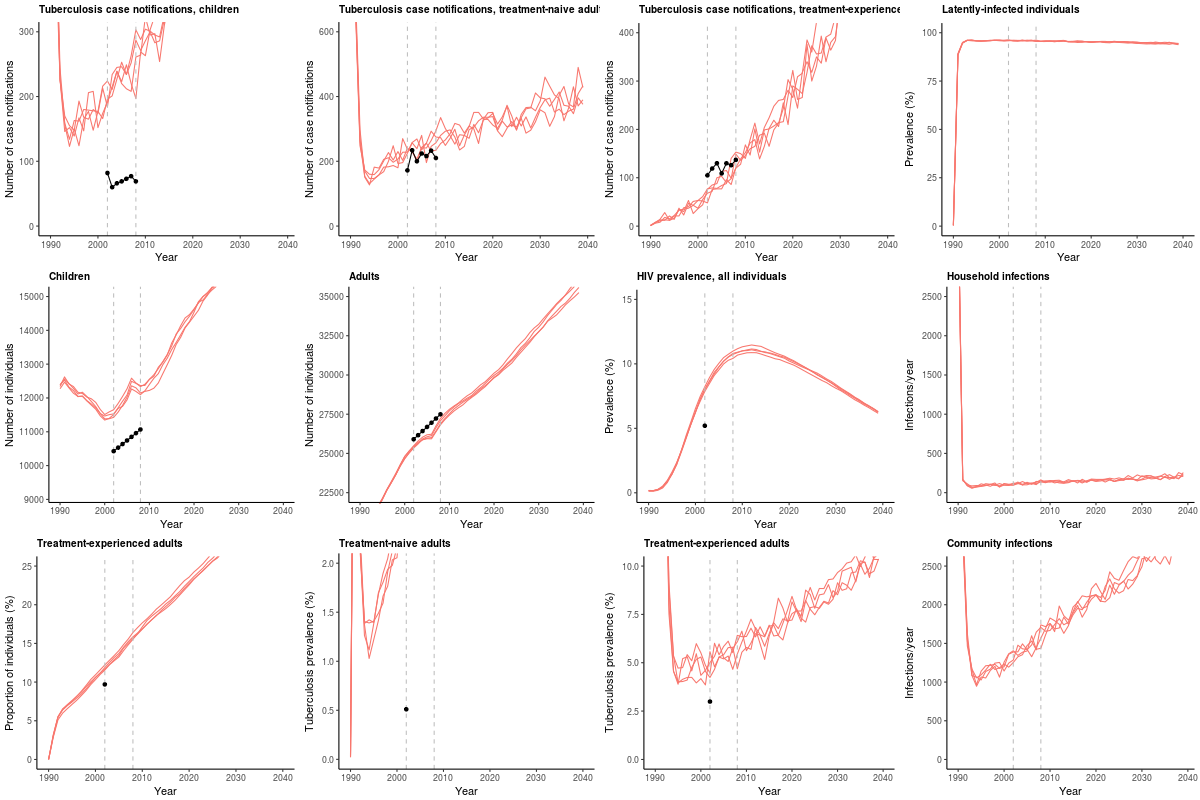 Tuberculosis case notifications, children
Number of case notifications
300
200
100
0
1990 2000 2010 2020 2030 2040
Year
Tuberculosis case notifications, treatment-naive adul
Number of case notifications
600
400
200
0
1990 2000 2010 2020 2030 2040
Year
Tuberculosis case notifications, treatment-experience
Number of case notifications
400
300
200
100
0
1990 2000 2010 2020 2030 2040
Year
Latently-infected individuals
Prevalence (%)
100
75
50
25
0
1990 2000 2010 2020 2030 2040
Year
Children
Number of individuals
15000
14000
13000
12000
11000
10000
9000
1990 2000 2010 2020 2030 2040
Year
Adults
Number of individuals
35000
32500
30000
27500
25000
22500
1990 2000 2010 2020 2030 2040
Year
HIV prevalence, all individuals
Prevalence (%)
15
10
5
0
1990 2000 2010 2020 2030 2040
Year
Household infections
Infections/year
2500
2000
1500
1000
500
0
1990 2000 2010 2020 2030 2040
Year
Treatment-experienced adults
Proportion of individuals (%)
25
20
15
10
5
0
1990 2000 2010 2020 2030 2040
Year
Treatment-naive adults
Tuberculosis prevalence (%)
2.0
1.5
1.0
0.5
0.0
1990 2000 2010 2020 2030 2040
Year
Treatment-experienced adults
Tuberculosis prevalence (%)
10.0
7.5
5.0
2.5
0.0
1990 2000 2010 2020 2030 2040
Year
Community infections
Infections/year
2500
2000
1500
1000
500
0
1990 2000 2010 2020 2030 2040
Year